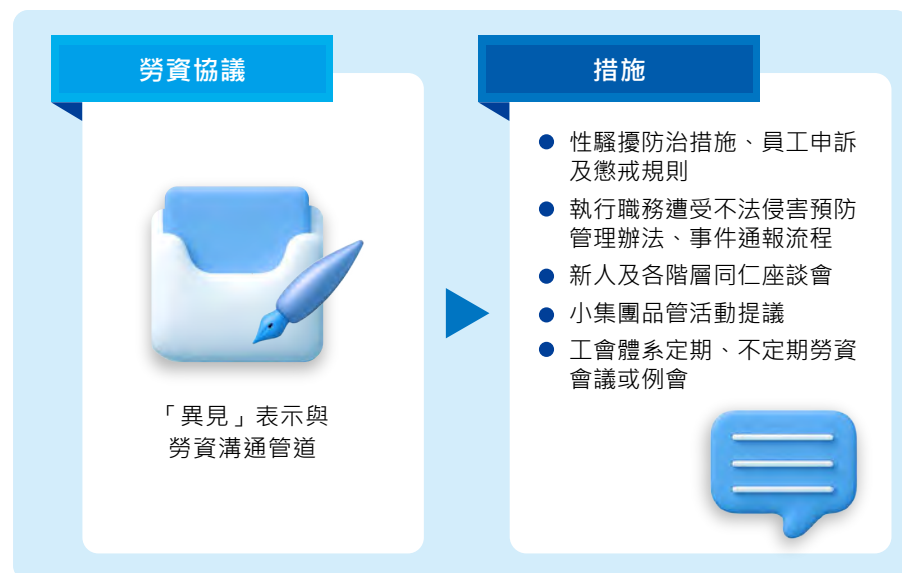 勞資協議
「異見」表示與
勞資溝通管道
措施
● 性騷擾防治措施、員工申訴
及懲戒規則
● 執行職務遭受不法侵害預防
管理辦法、事件通報流程
● 新人及各階層同仁座談會
● 小集團品管活動提議
● 工會體系定期、不定期勞資
會議或例會